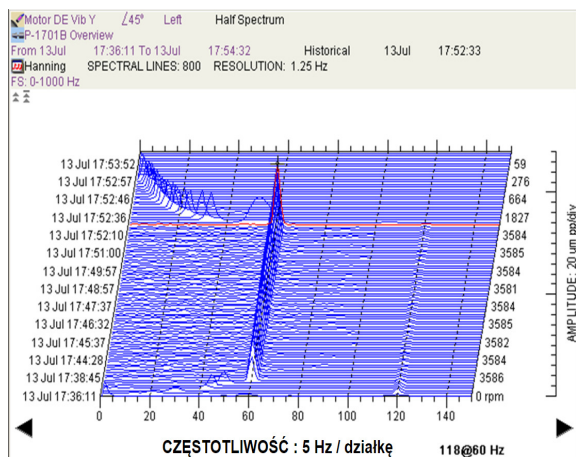 Motor DE Vib Y ∠45° Left Half Spectrum
P-1701B Overview
From 13Jul 17:36:11 To 13Jul 17:54:32 Historical 13Jul 17:52:33
Hanning SPECTRAL LINES: 800 RESOLUTION: 1.25 Hz
FS: 0-1000 Hz
13 Jul 17:53:52 59
13 Jul 17:52:57 276
13 Jul 17:52:46 664
13 Jul 17:52:36 1827
13 Jul 17:52:10 3584
13 Jul 17:51:00 3585
13 Jul 17:49:57 3584
13 Jul 17:48:57 3581
13 Jul 17:47:37 3584
13 Jul 17:46:32 3585
13 Jul 17:45:37 3582
13 Jul 17:44:28 3584
13 Jul 17:38:45 3586
13 Jul 17:36:11 0 rpm
AMPLITUDE: 20 um pp/div
0 20 40 60 80 100 120 140
CZĘSTOTLIWOŚĆ : 5 Hz / działkę
118@60 Hz